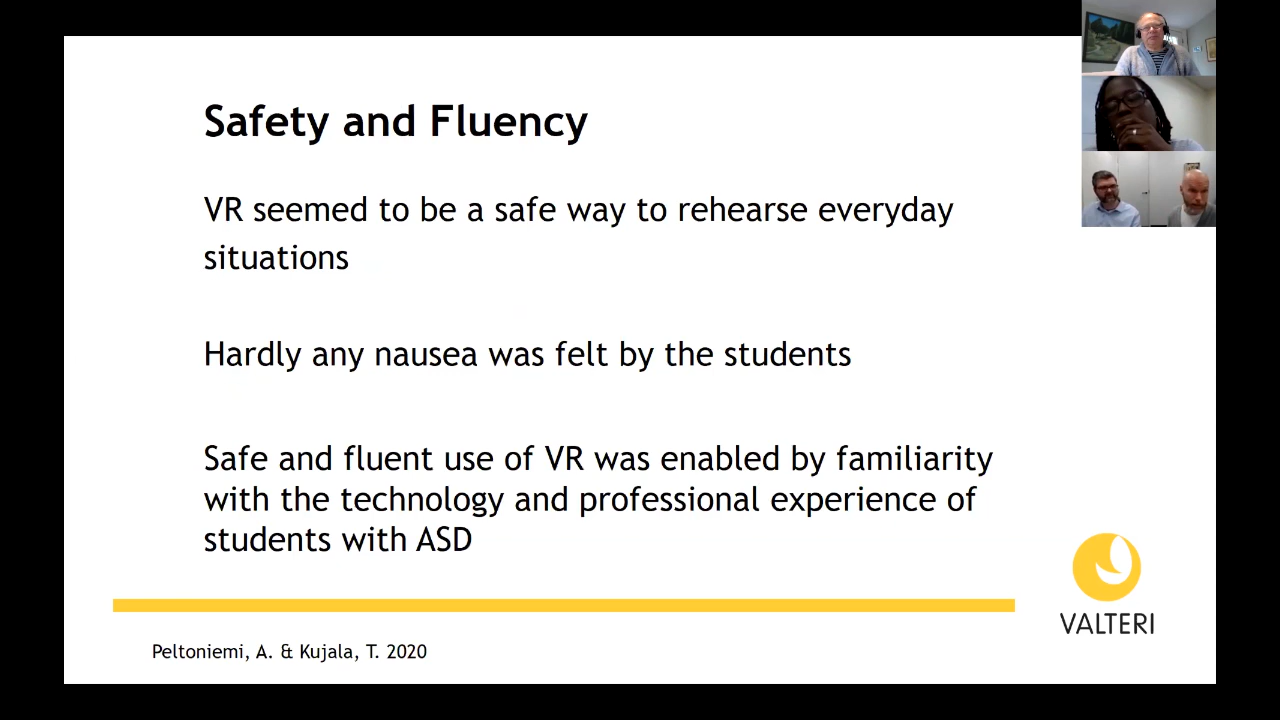 Safety and Fluency
VR seemed to be a safe way to rehearse everyday
situations
Hardly any nausea was felt by the students
Safe and fluent use of VR was enabled by familiarity
with the technology and professional experience of
students with ASD
VALTERI
Peltoniemi, A. & Kujala, T. 2020